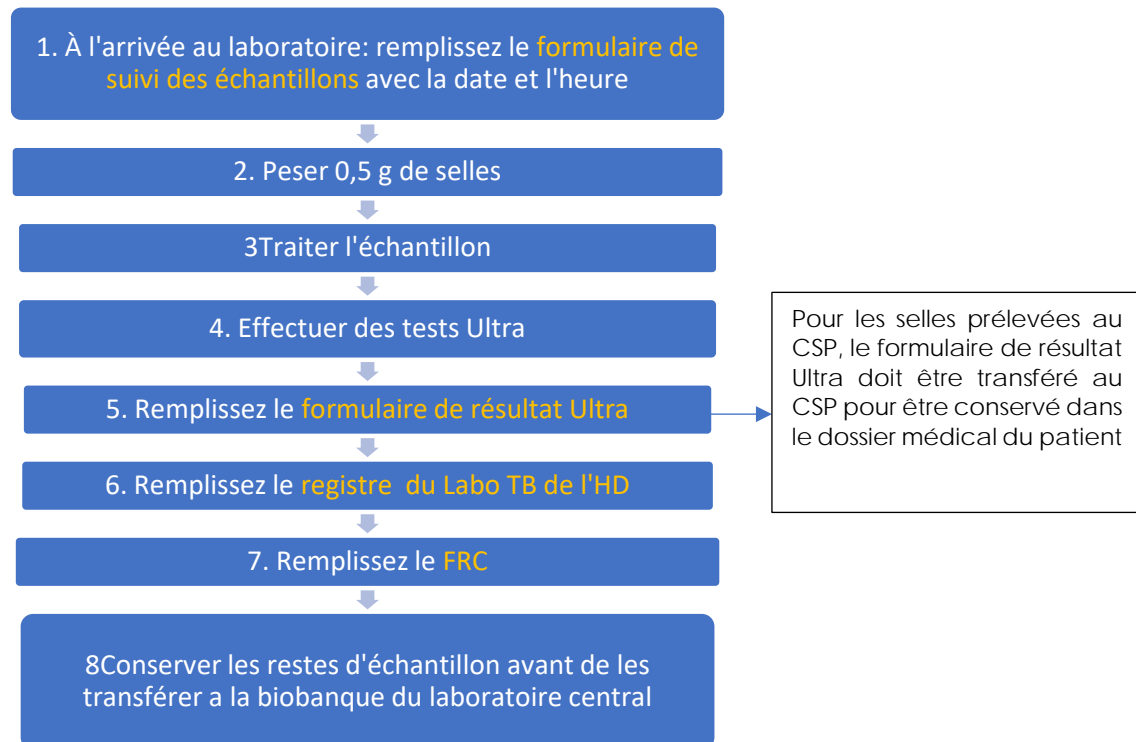 1. À l'arrivée au laboratoire: remplissez le formulaire de
suivi des échantillons avec la date et l'heure
2. Peser 0,5 g de selles
3Traiter l'échantillon
4. Effectuer des tests Ultra
5. Remplissez le formulaire de résultat Ultra
Pour les selles prélevées au
CSP, le formulaire de résultat
Ultra doit être transféré au
CSP pour être conservé dans
le dossier médical du patient
6. Remplissez le registre  du Labo TB de l'HD
7. Remplissez le FRC
8Conserver les restes d'échantillon avant de les
transférer a la biobanque du laboratoire central